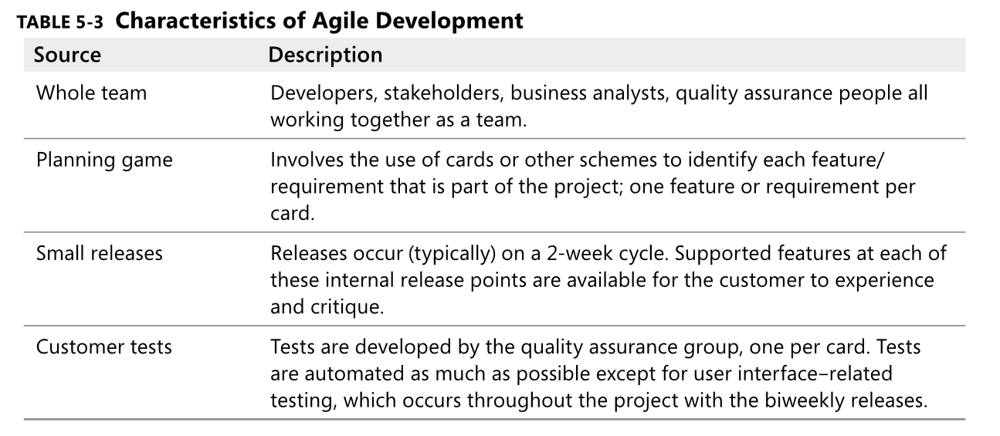 TABLE 5-3 Characteristics of Agile Development
Source Description
Whole team Developers, stakeholders, business analysts, quality assurance people all
working together as a team.
Planning game Involves the use of cards or other schemes to identify each feature/
requirement that is part of the project; one feature or requirement per
card.
Small releases Releases occur (typically) on a 2-week cycle. Supported features at each of
these internal release points are available for the customer to experience
and critique.
Customer tests Tests are developed by the quality assurance group, one per card. Tests
are automated as much as possible except for user interface–related
testing, which occurs throughout the project with the biweekly releases.